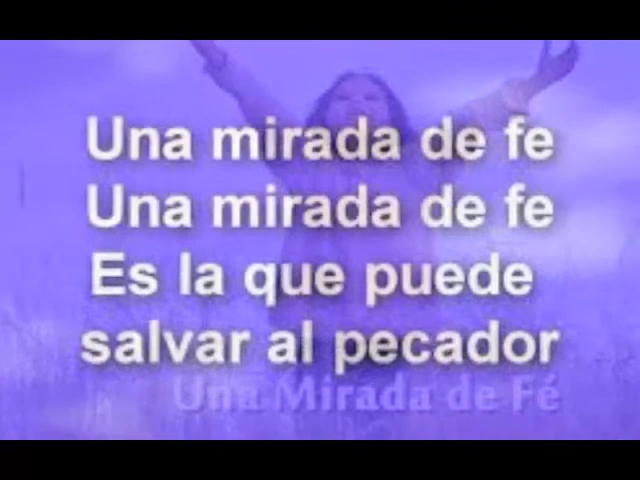 Una mirada de fe
Una mirada de fe
Es la que puede
salvar al pecador
Una Mirada de Fé